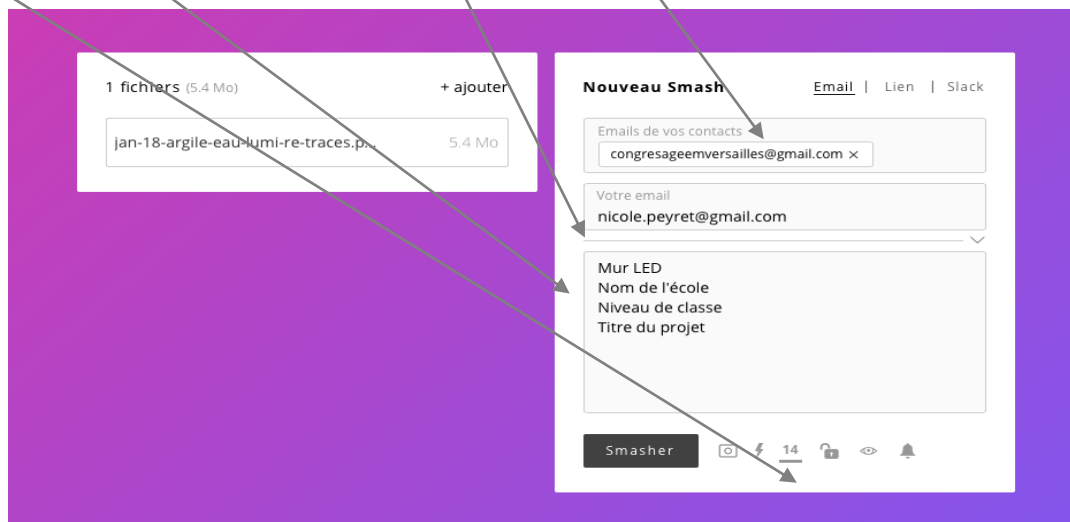 1 fichiers (5.4 Mo)
+ ajouter
jan-18-argile-eau-lumi-re-traces.p...
5.4 Mo
Nouveau Smash
Email | Lien | Slack
Emails de vos contacts
congresageemversailles@gmail.com ×
Votre email
nicole.peyret@gmail.com
Mur LED
Nom de l'école
Niveau de classe
Titre du projet
Smasher
14